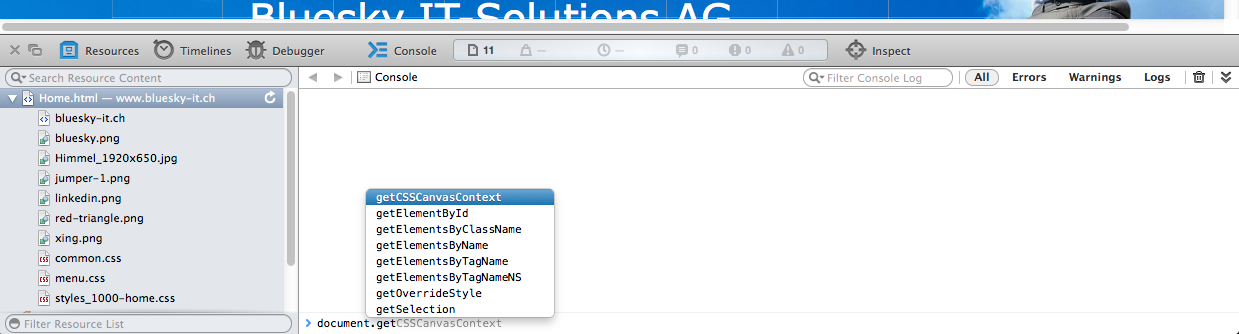 Bluesky IT-Solutions AG
Resources Timelines Debugger Console 11 — — 0 0 0 Inspect
Search Resource Content
Console
Filter Console Log
All Errors Warnings Logs
Home.html — www.bluesky-it.ch
bluesky-it.ch
bluesky.png
Himmel_1920x650.jpg
jumper-1.png
linkedin.png
red-triangle.png
xing.png
common.css
menu.css
styles_1000-home.css
Filter Resource List
getCSSCanvasContext
getElementById
getElementsByClassName
getElementsByName
getElementsByTagName
getElementsByTagNameNS
getOverrideStyle
getSelection
> document.getCSSCanvasContext